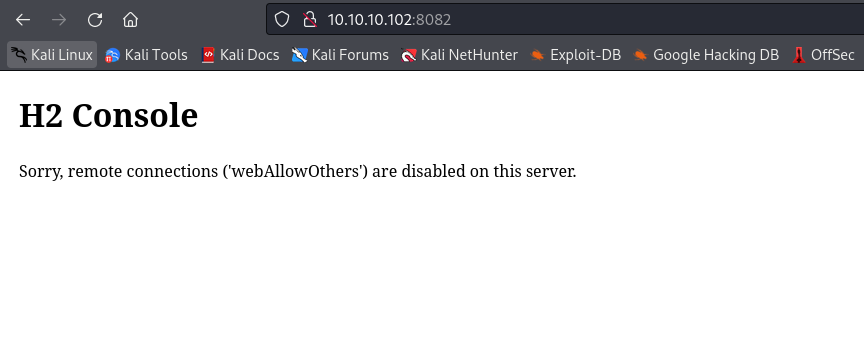 10.10.10.102:8082
Kali Linux Kali Tools Kali Docs Kali Forums Kali NetHunter Exploit-DB Google Hacking DB OffSec
H2 Console
Sorry, remote connections ('webAllowOthers') are disabled on this server.